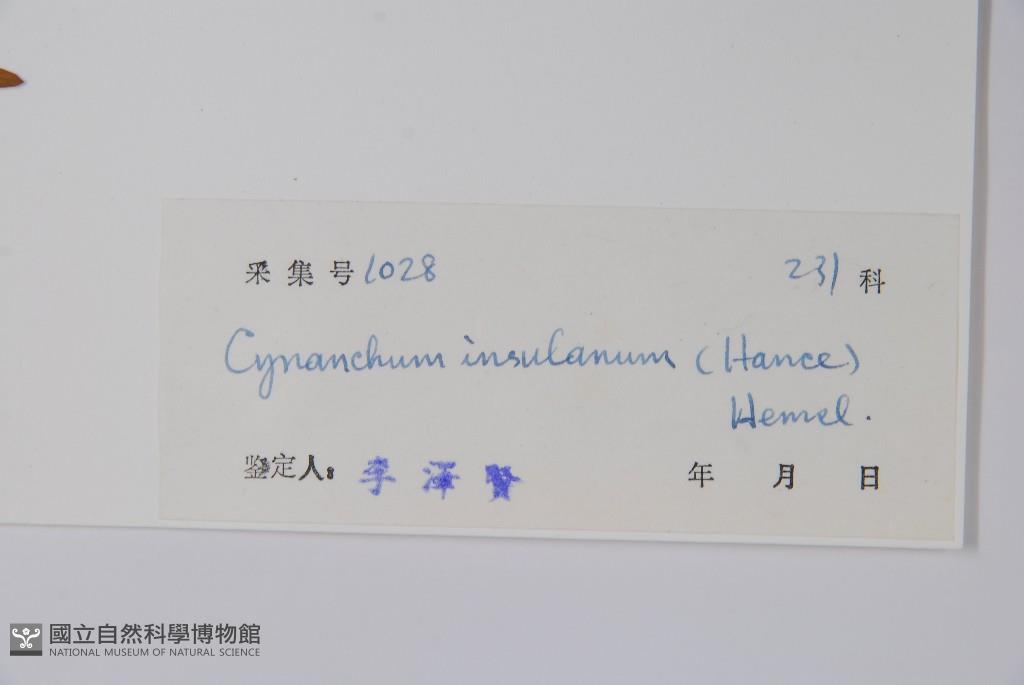 采集号 1028 231 科
Cynanchum insulanum (Hance)
Hemsl.
鉴定人: 李泽贤 年 月 日
國立自然科學博物館
NATIONAL MUSEUM OF NATURAL SCIENCE